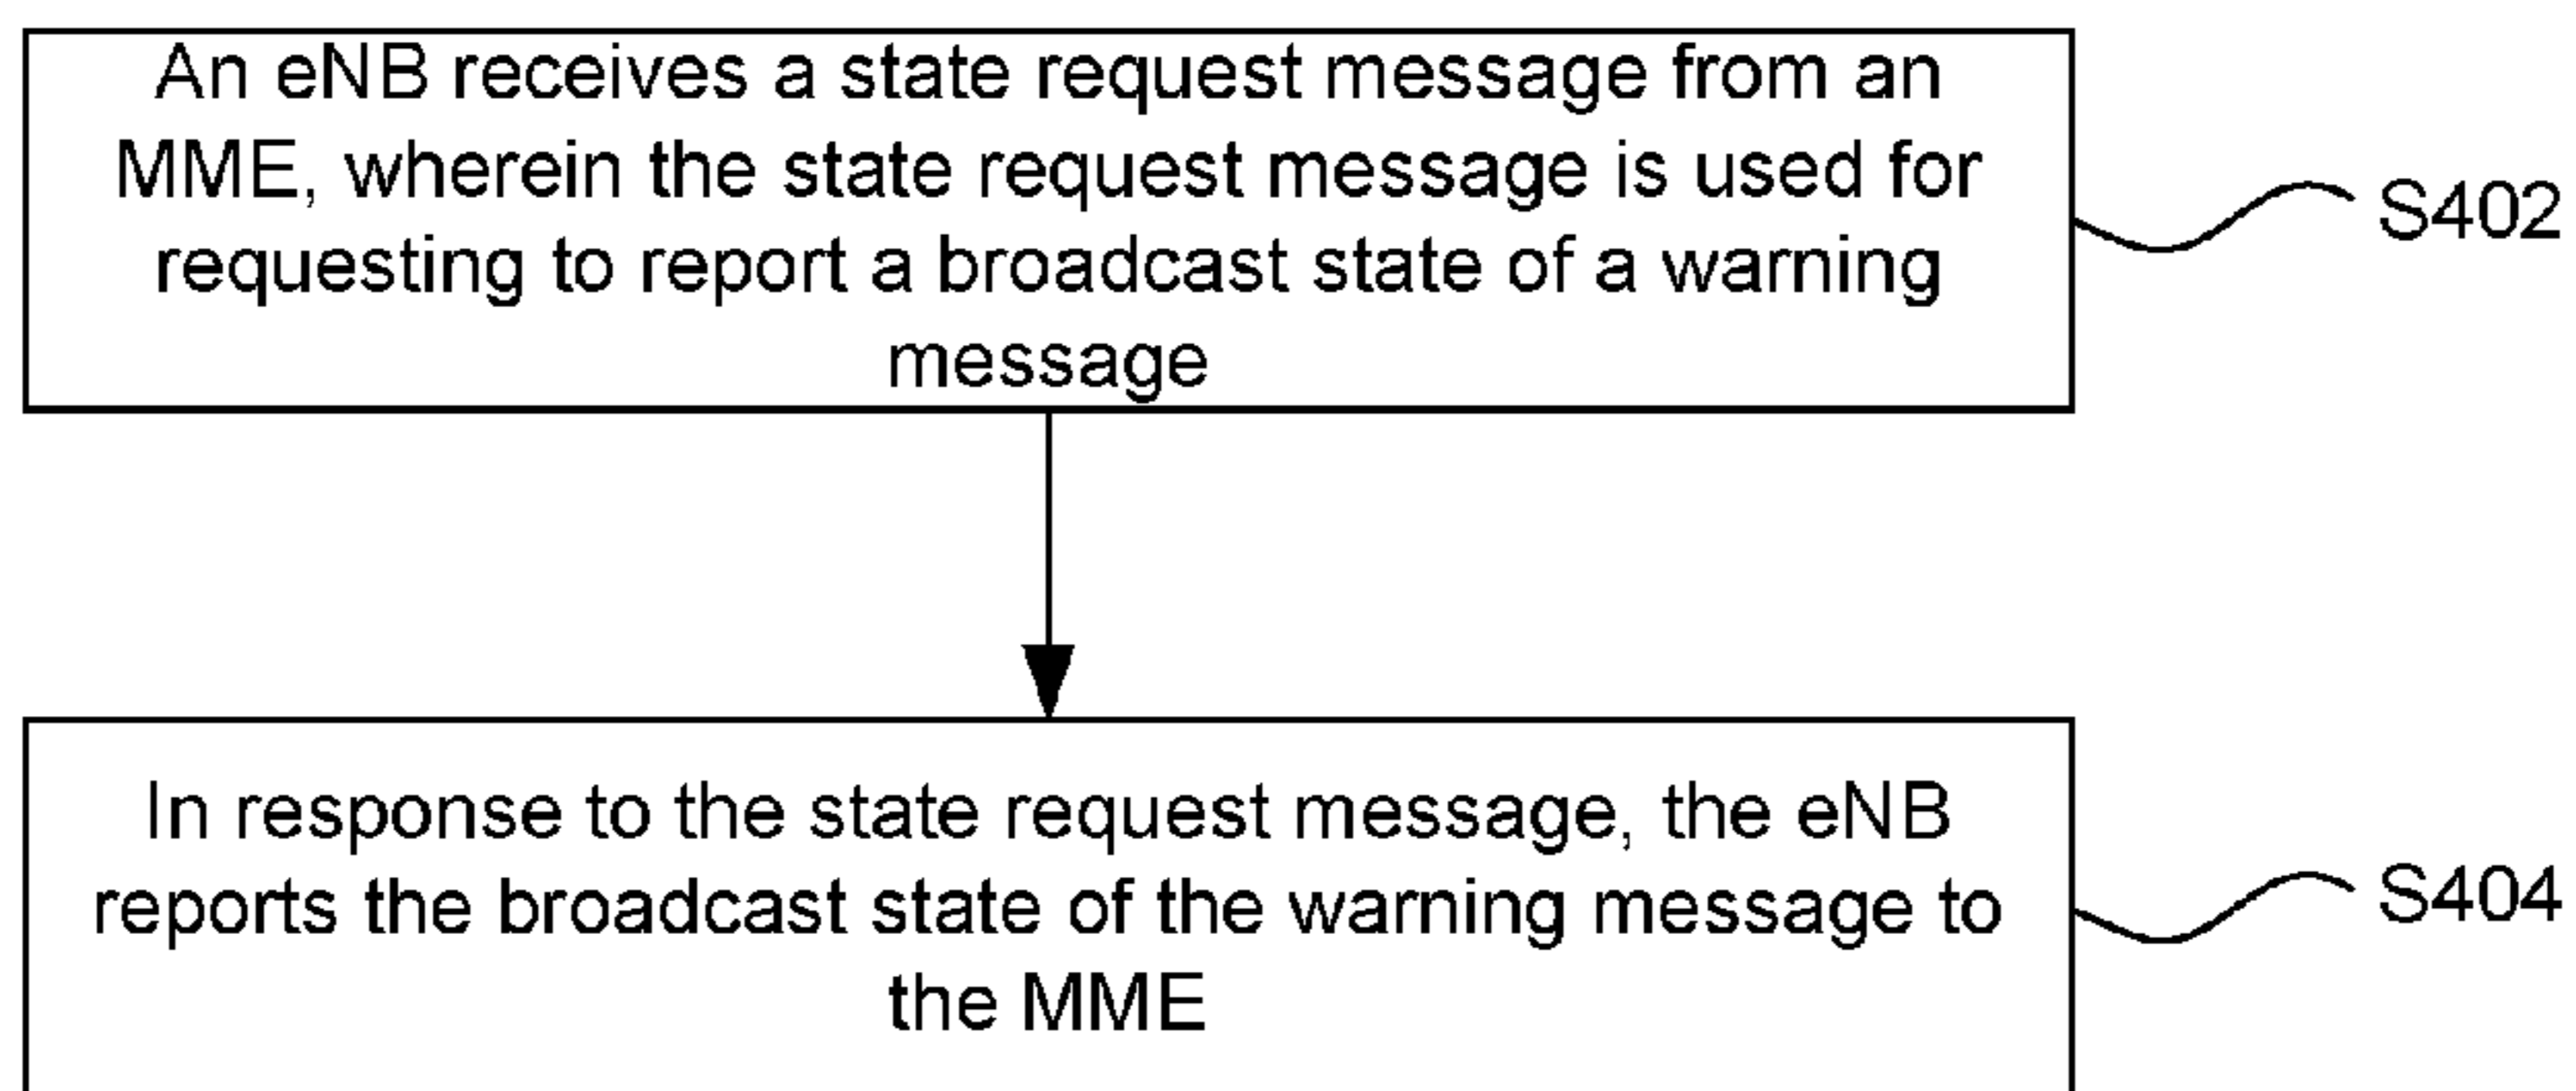 An eNB receives a state request message from an
MME, wherein the state request message is used for
requesting to report a broadcast state of a warning
message
S402
In response to the state request message, the eNB
reports the broadcast state of the warning message to
the MME
S404